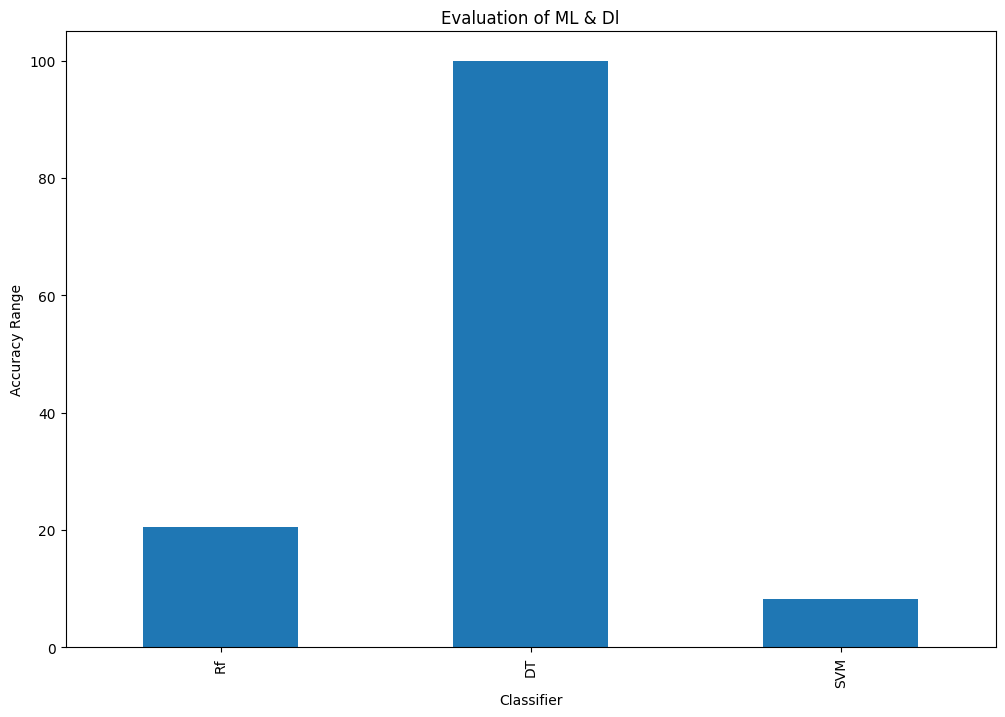 Evaluation of ML & Dl
Accuracy Range
100
80
60
40
20
0
Rf
DT
SVM
Classifier